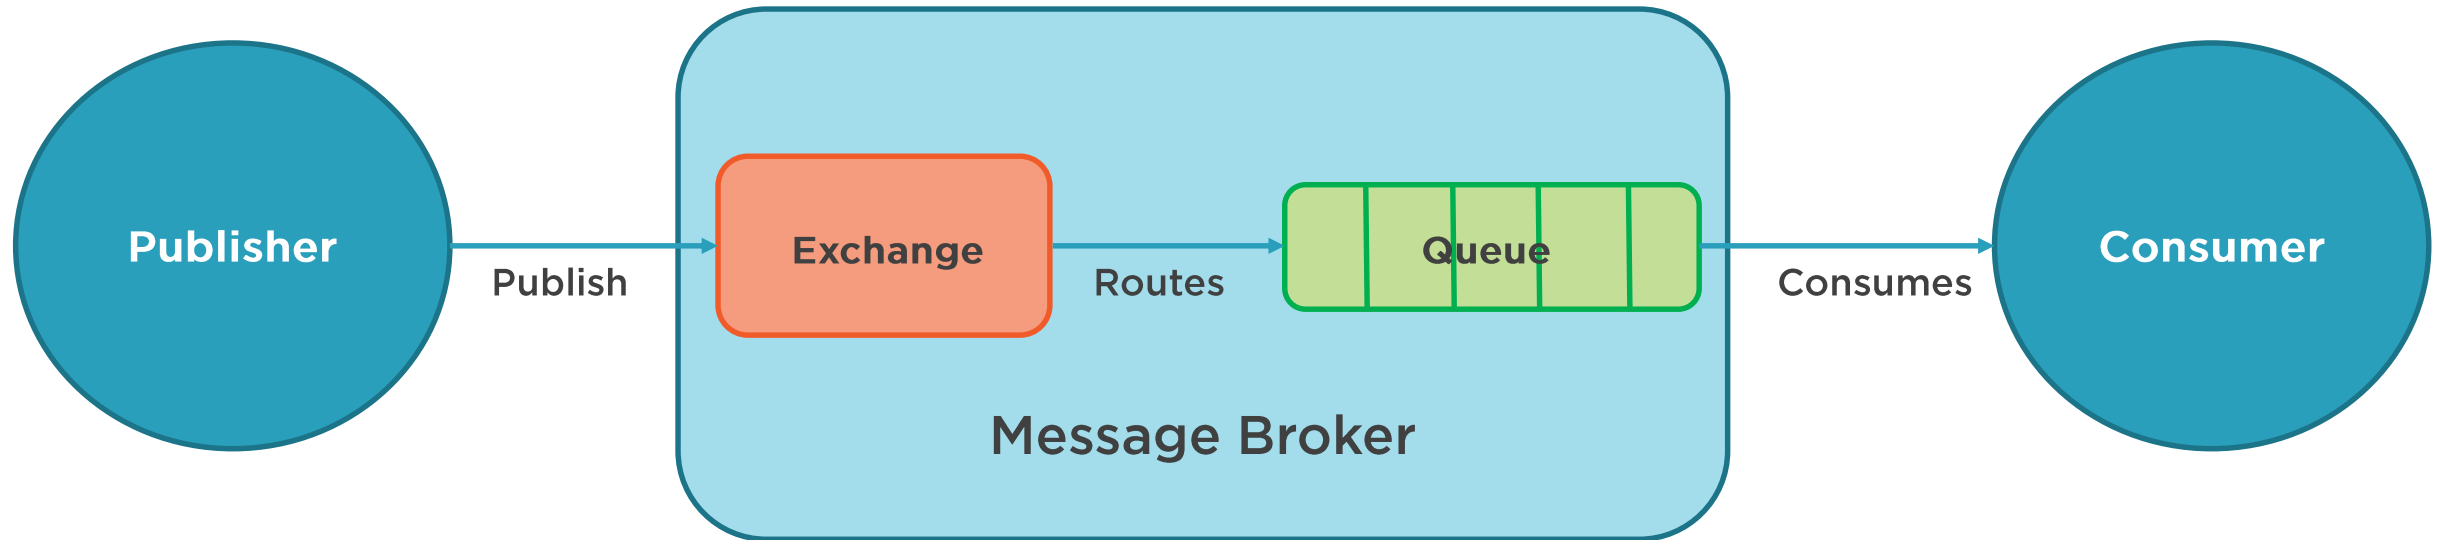 Publisher
Publish
Exchange
Routes
Queue
Consumes
Consumer
Message Broker